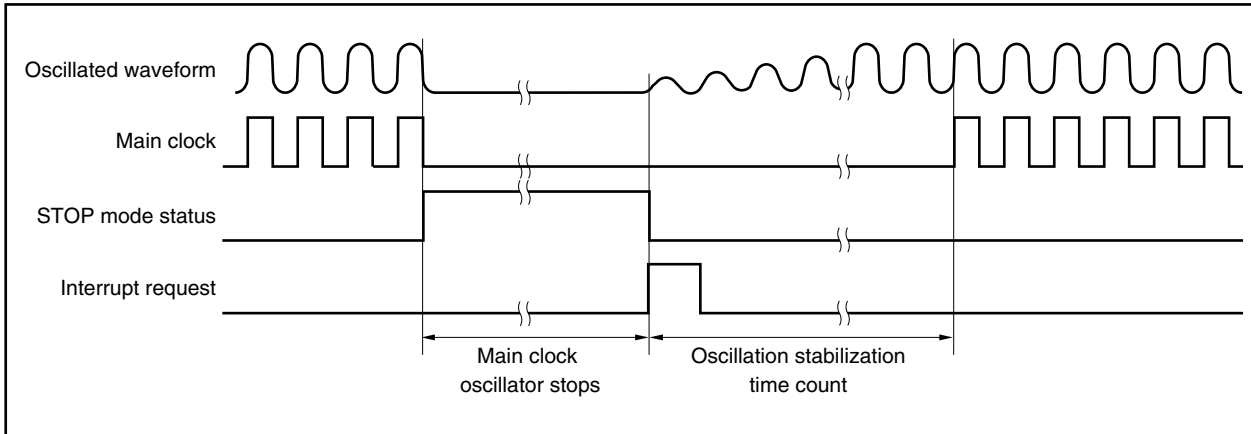 Oscillated waveform
Main clock
STOP mode status
Interrupt request
Main clock
oscillator stops
Oscillation stabilization
time count